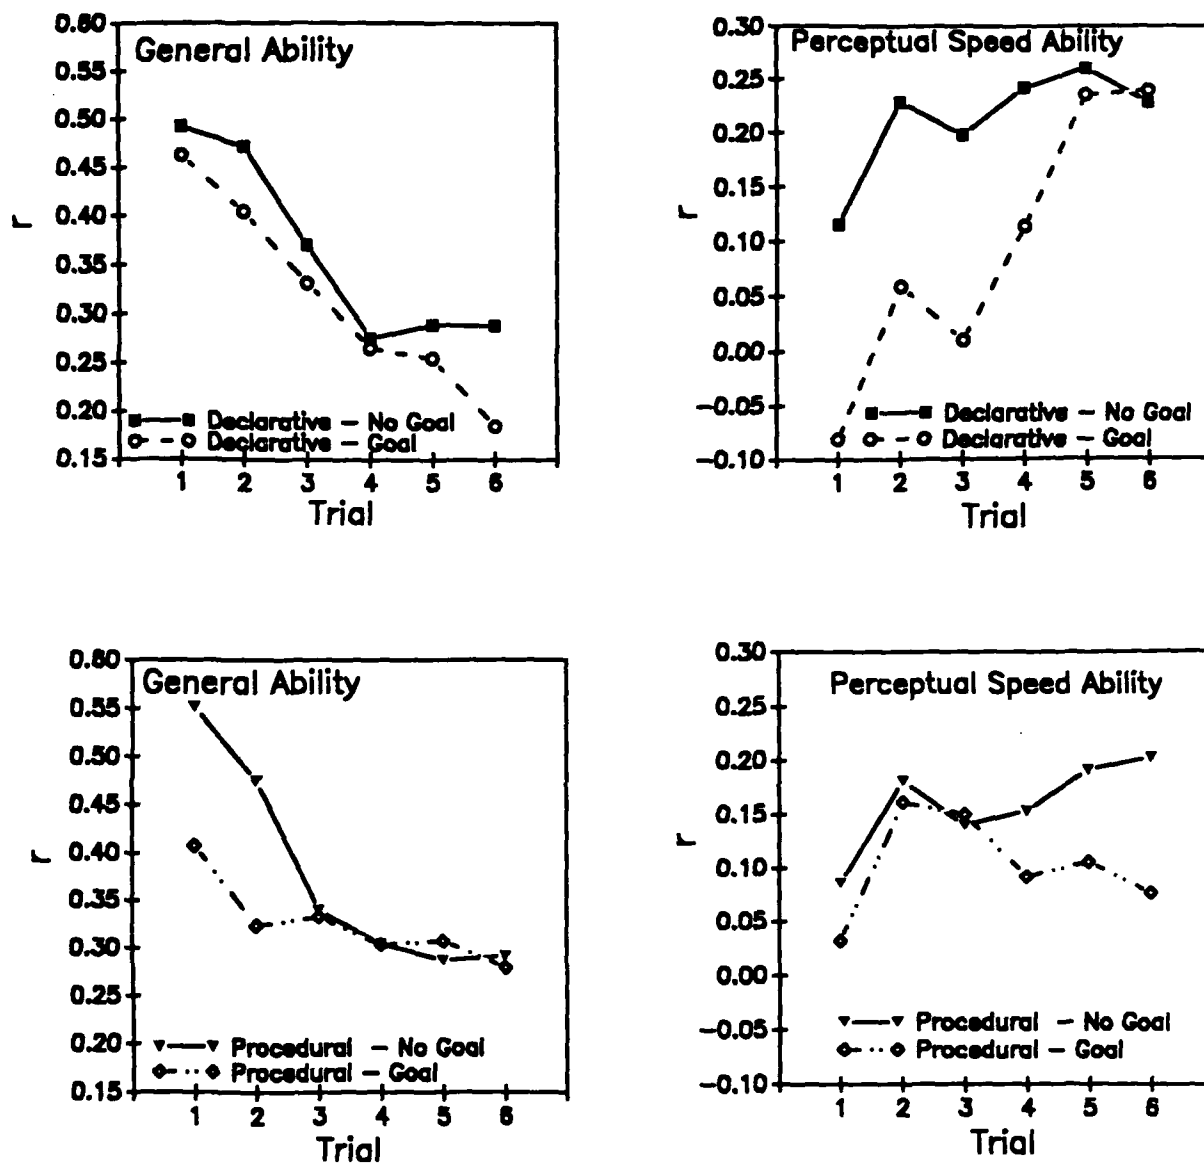 General Ability
0.60
0.55
0.50
0.45
0.40
0.35
0.30
0.25
0.20
0.15
r
Declarative – No Goal
Declarative – Goal
1 2 3 4 5 6
Trial
Perceptual Speed Ability
0.30
0.25
0.20
0.15
0.10
0.05
0.00
–0.05
–0.10
r
Declarative – No Goal
Declarative – Goal
1 2 3 4 5 6
Trial
General Ability
0.60
0.55
0.50
0.45
0.40
0.35
0.30
0.25
0.20
0.15
r
Procedural – No Goal
Procedural – Goal
1 2 3 4 5 6
Trial
Perceptual Speed Ability
0.30
0.25
0.20
0.15
0.10
0.05
0.00
–0.05
–0.10
r
Procedural – No Goal
Procedural – Goal
1 2 3 4 5 6
Trial